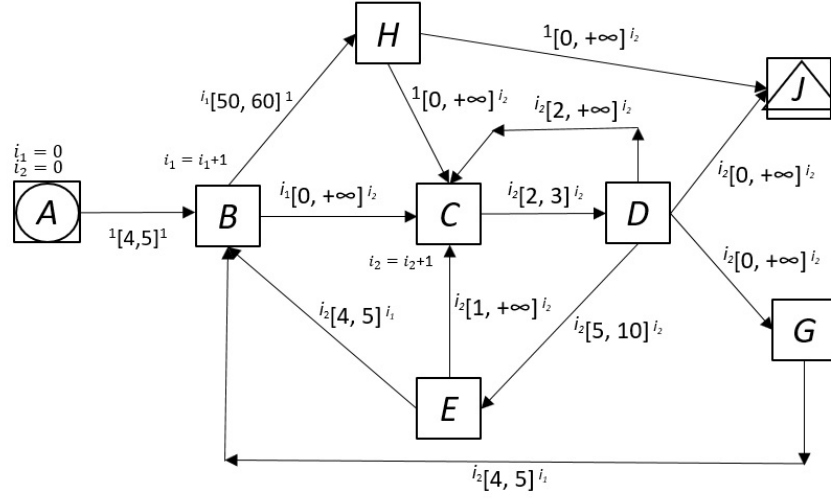 H
¹[0, +∞]^{i₂}
J
^{i₁}[50, 60]¹
¹[0, +∞]^{i₂}
^{i₂}[2, +∞]^{i₂}
i₁ = 0
i₂ = 0
i₁ = i₁+1
A
¹[4,5]¹
B
^{i₁}[0, +∞]^{i₂}
C
^{i₂}[2, 3]^{i₂}
D
^{i₂}[0, +∞]^{i₂}
i₂ = i₂+1
^{i₂}[0, +∞]^{i₂}
^{i₂}[4, 5]^{i₁}
^{i₂}[1, +∞]^{i₂}
^{i₂}[5, 10]^{i₂}
G
E
^{i₂}[4, 5]^{i₁}